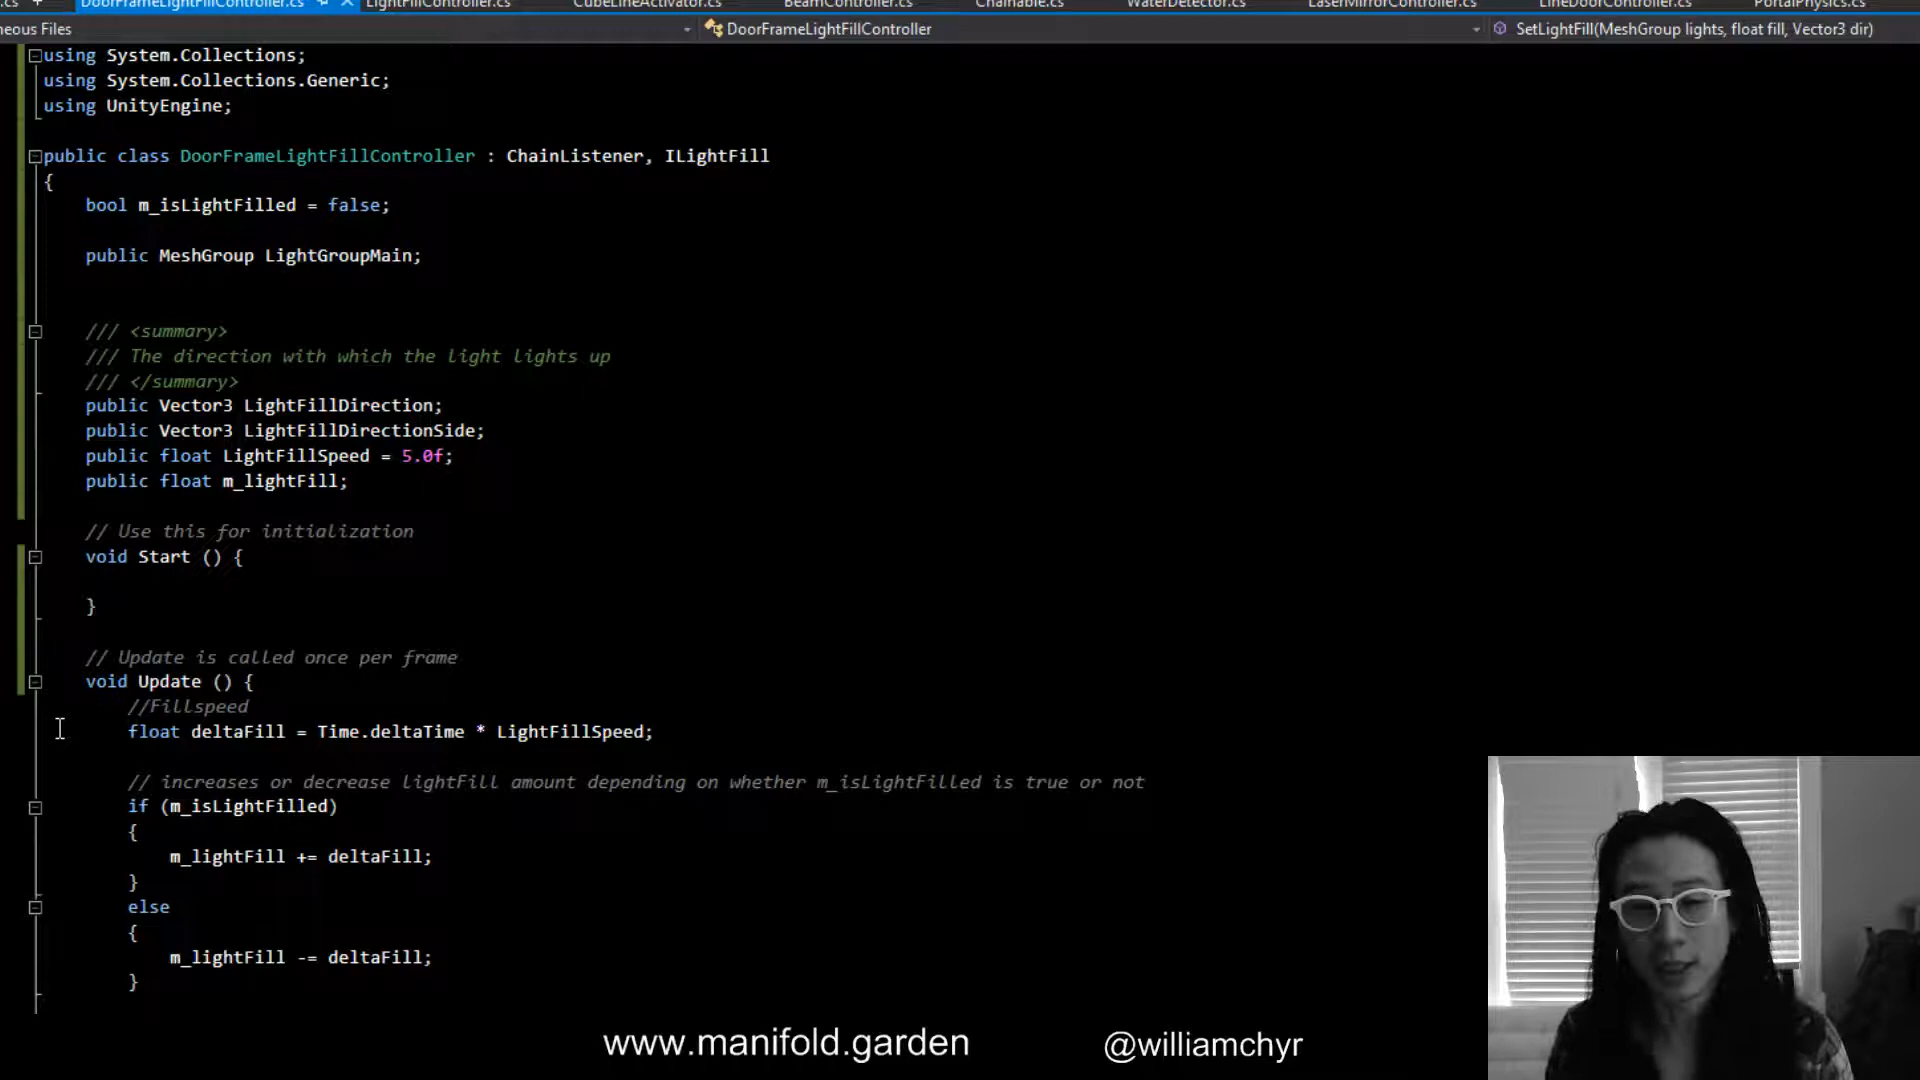 .cs
DoorFrameLightFillController.cs
LightFillController.cs
CubeLineActivator.cs
BeamController.cs
Chainable.cs
WaterDetector.cs
LaserMirrorController.cs
LineDoorController.cs
PortalPhysics.cs
neous Files
DoorFrameLightFillController
SetLightFill(MeshGroup lights, float fill, Vector3 dir)
using System.Collections;
using System.Collections.Generic;
using UnityEngine;
public class DoorFrameLightFillController : ChainListener, ILightFill
{
bool m_isLightFilled = false;
public MeshGroup LightGroupMain;
/// <summary>
/// The direction with which the light lights up
/// </summary>
public Vector3 LightFillDirection;
public Vector3 LightFillDirectionSide;
public float LightFillSpeed = 5.0f;
public float m_lightFill;
// Use this for initialization
void Start () {
}
// Update is called once per frame
void Update () {
//Fillspeed
float deltaFill = Time.deltaTime * LightFillSpeed;
// increases or decrease lightFill amount depending on whether m_isLightFilled is true or not
if (m_isLightFilled)
{
m_lightFill += deltaFill;
}
else
{
m_lightFill -= deltaFill;
}
www.manifold.garden
@williamchyr